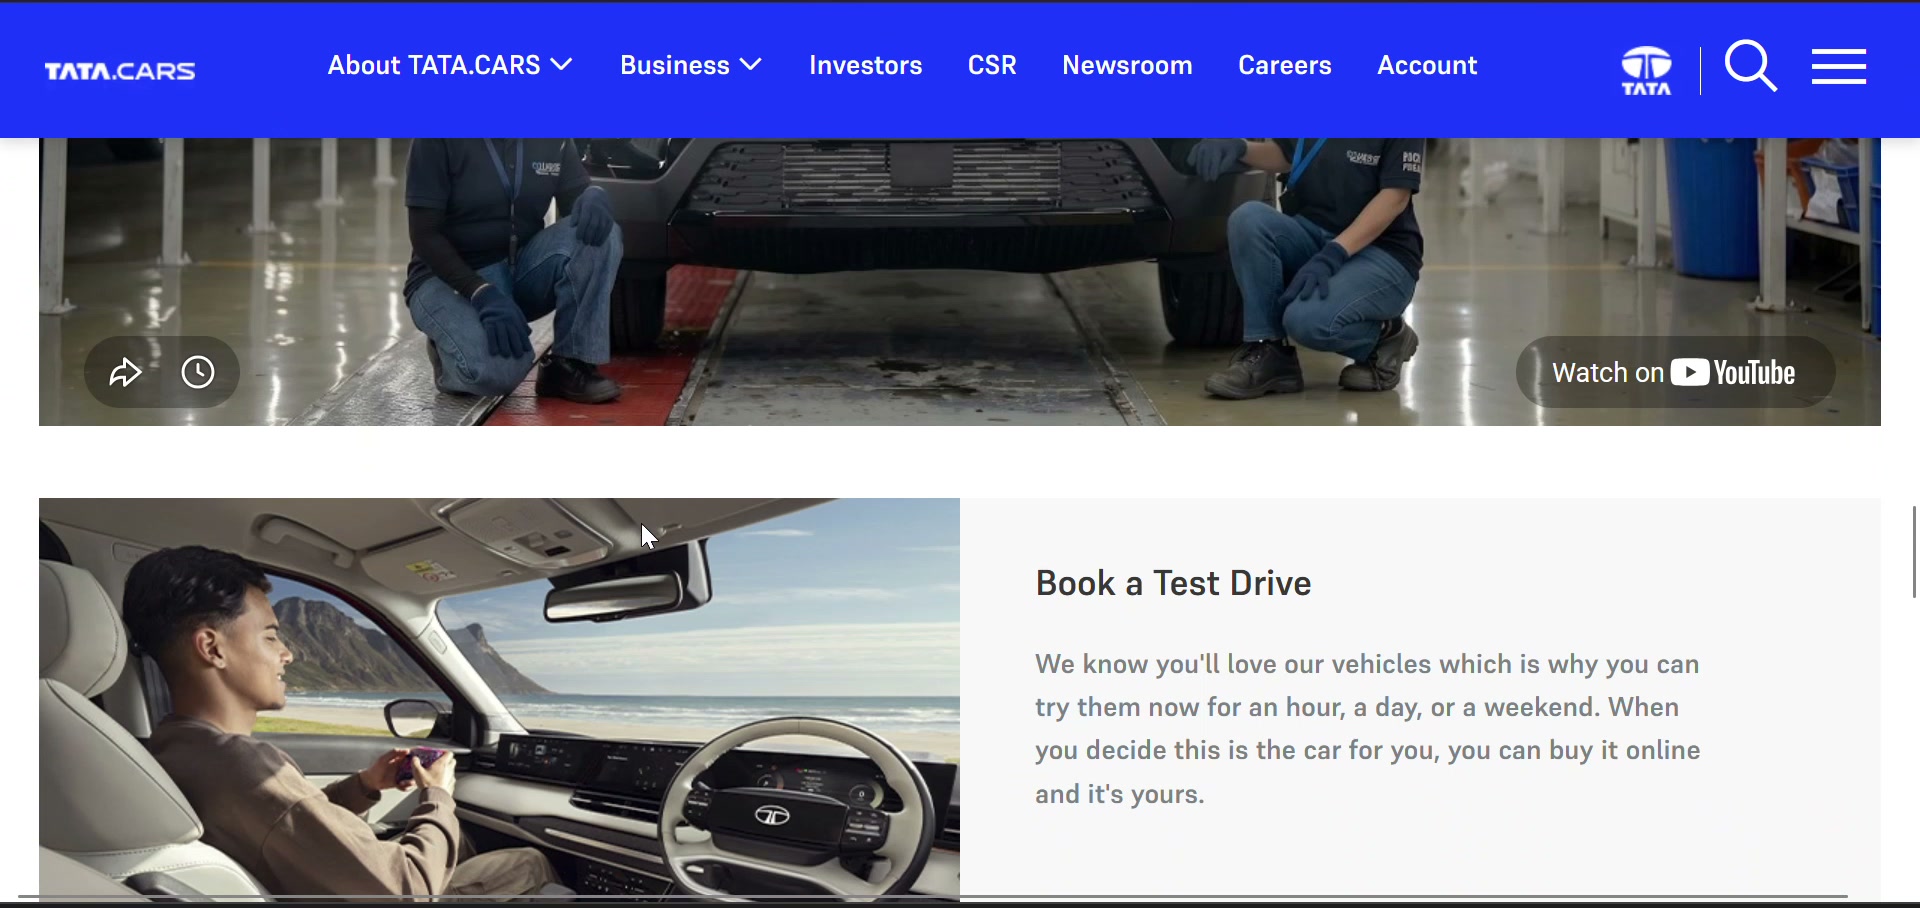 TATA.CARS
About TATA.CARS
Business
Investors
CSR
Newsroom
Careers
Account
TATA
Watch on YouTube
Book a Test Drive
We know you'll love our vehicles which is why you can
try them now for an hour, a day, or a weekend. When
you decide this is the car for you, you can buy it online
and it's yours.